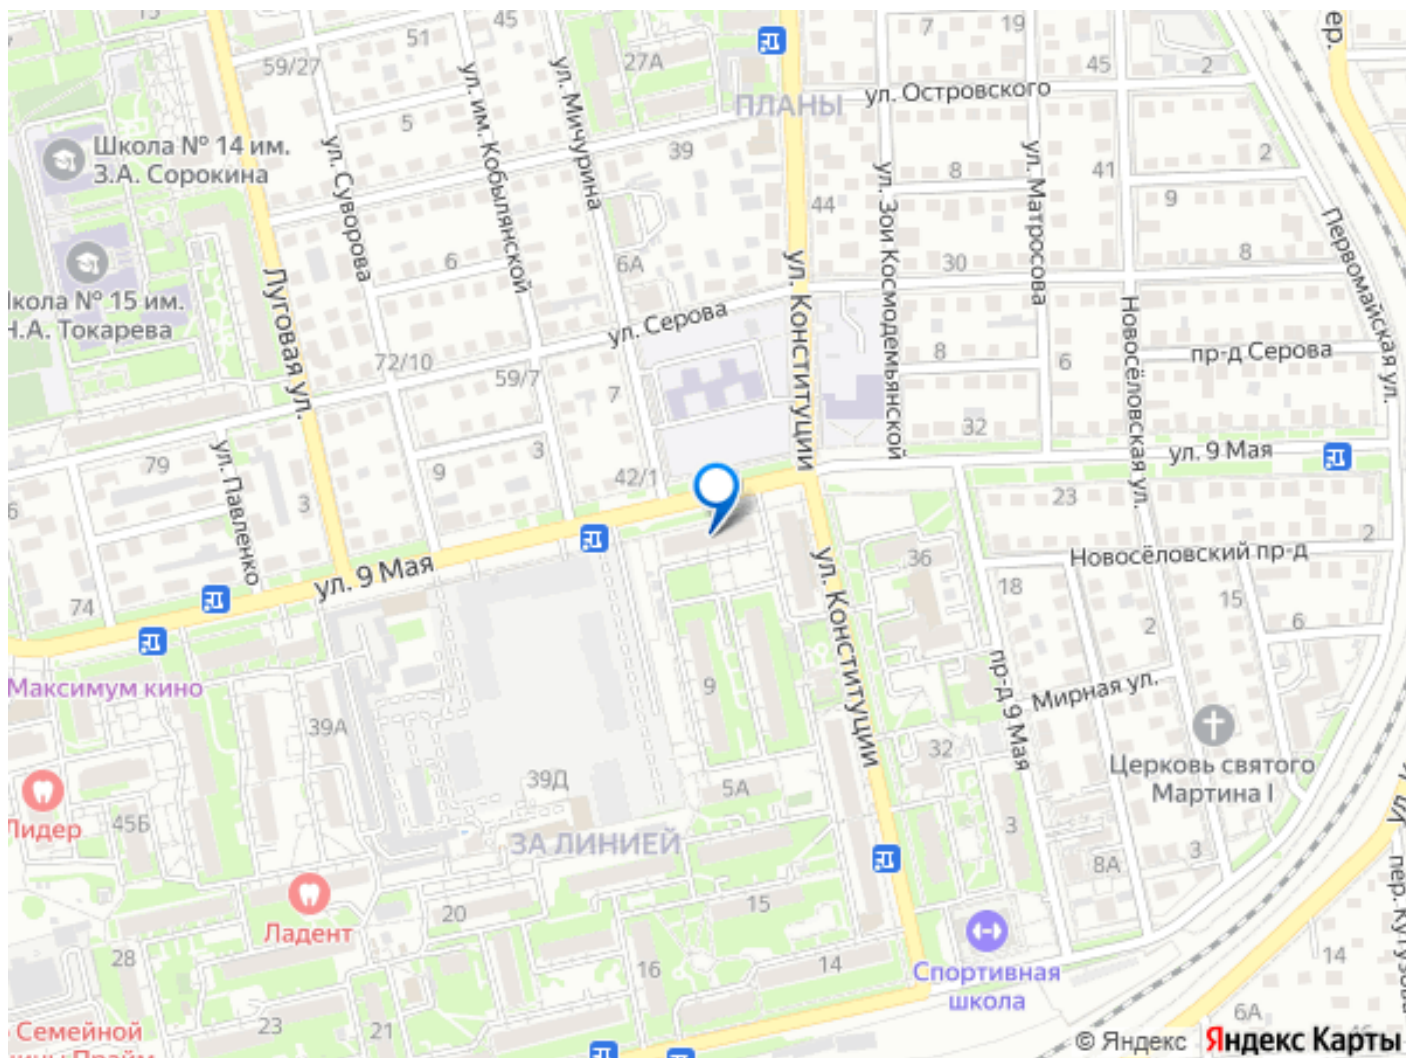 15
45
51
59/27
27А
7
19
45
2
ПЛАНЫ
ул. Островского
ул. им. Кобылянской
ул. Мичурина
5
39
8
41
2
9
Школа № 14 им.
З.А. Сорокина
ул. Суворова
44
ул. Зои Космодемьянской
ул. Матросова
Первомайская ул.
6
6А
30
8
Школа № 15 им.
Н.А. Токарева
Луговая ул.
ул. Серова
ул. Конституции
Новосёловская ул.
72/10
59/7
7
8
6
пр-д Серова
32
79
ул. Павленко
3
9
3
42/1
ул. 9 Мая
23
2
6
74
ул. 9 Мая
36
Новосёловский пр-д
18
15
2
6
ул. Конституции
Максимум кино
9
пр-д 9 Мая
Мирная ул.
39А
32
Церковь святого
Мартина I
39Д
5А
Лидер
45Б
ЗА ЛИНИЕЙ
3
8А
3
пер. Кутузова
Ладент
20
15
28
16
14
Спортивная
школа
14
6А
23
21
Семейной
© Яндекс Яндекс Карты